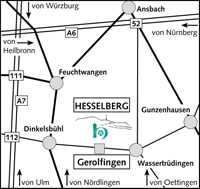 von Würzburg
Ansbach
52
A6
von Heilbronn
von Nürnberg
Feuchtwangen
111
A7
HESSELBERG
Gunzenhausen
Dinkelsbühl
112
Gerolfingen
Wassertrüdingen
von Ulm
von Nördlingen
von Oettingen